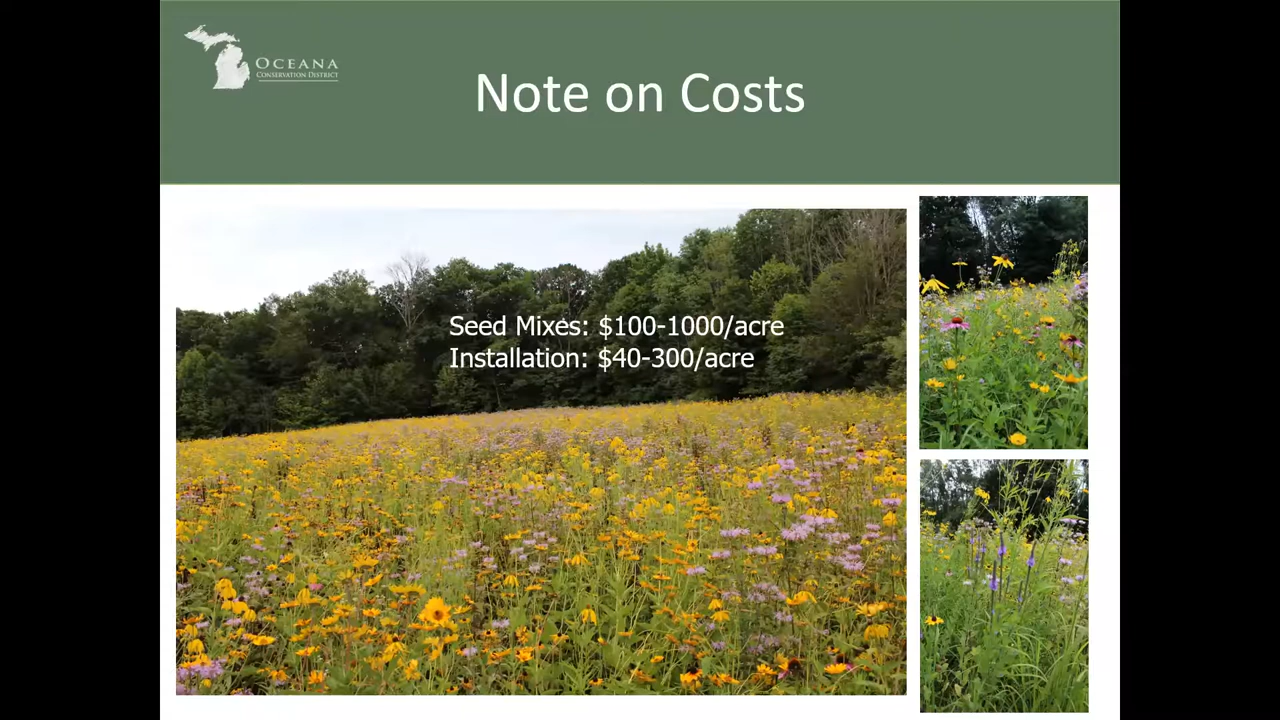 OCEANA
CONSERVATION DISTRICT
Note on Costs
Seed Mixes: $100-1000/acre
Installation: $40-300/acre